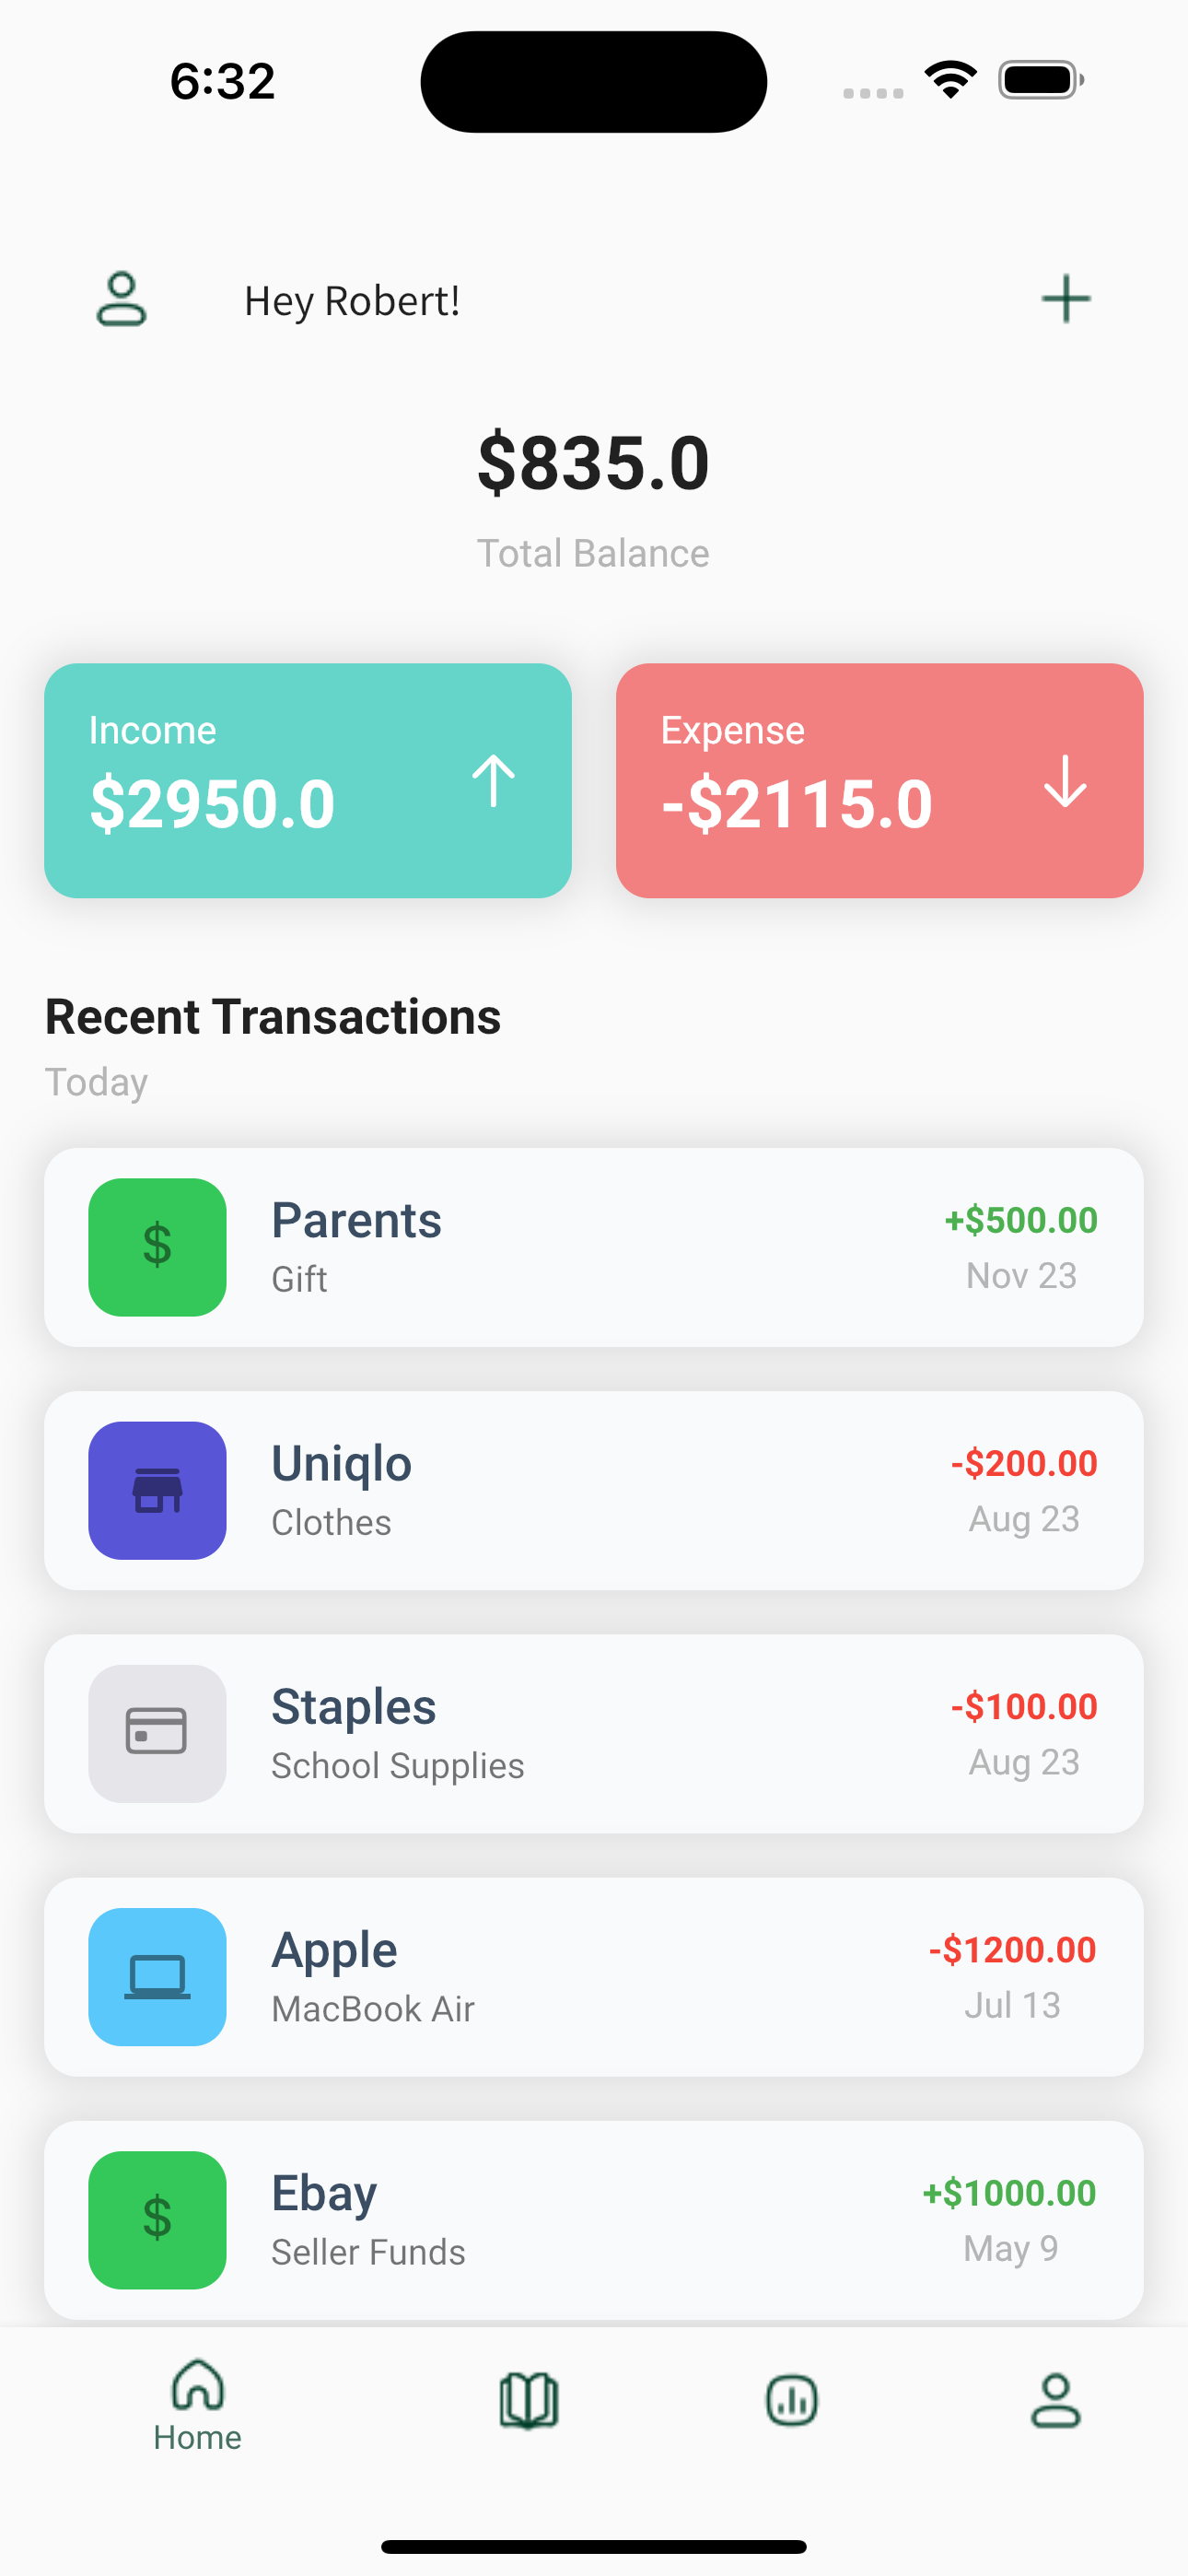 6:32
Hey Robert!
$835.0
Total Balance
Income
$2950.0
Expense
-$2115.0
Recent Transactions
Today
$
Parents
Gift
+$500.00
Nov 23
Uniqlo
Clothes
-$200.00
Aug 23
Staples
School Supplies
-$100.00
Aug 23
Apple
MacBook Air
-$1200.00
Jul 13
$
Ebay
Seller Funds
+$1000.00
May 9
Home